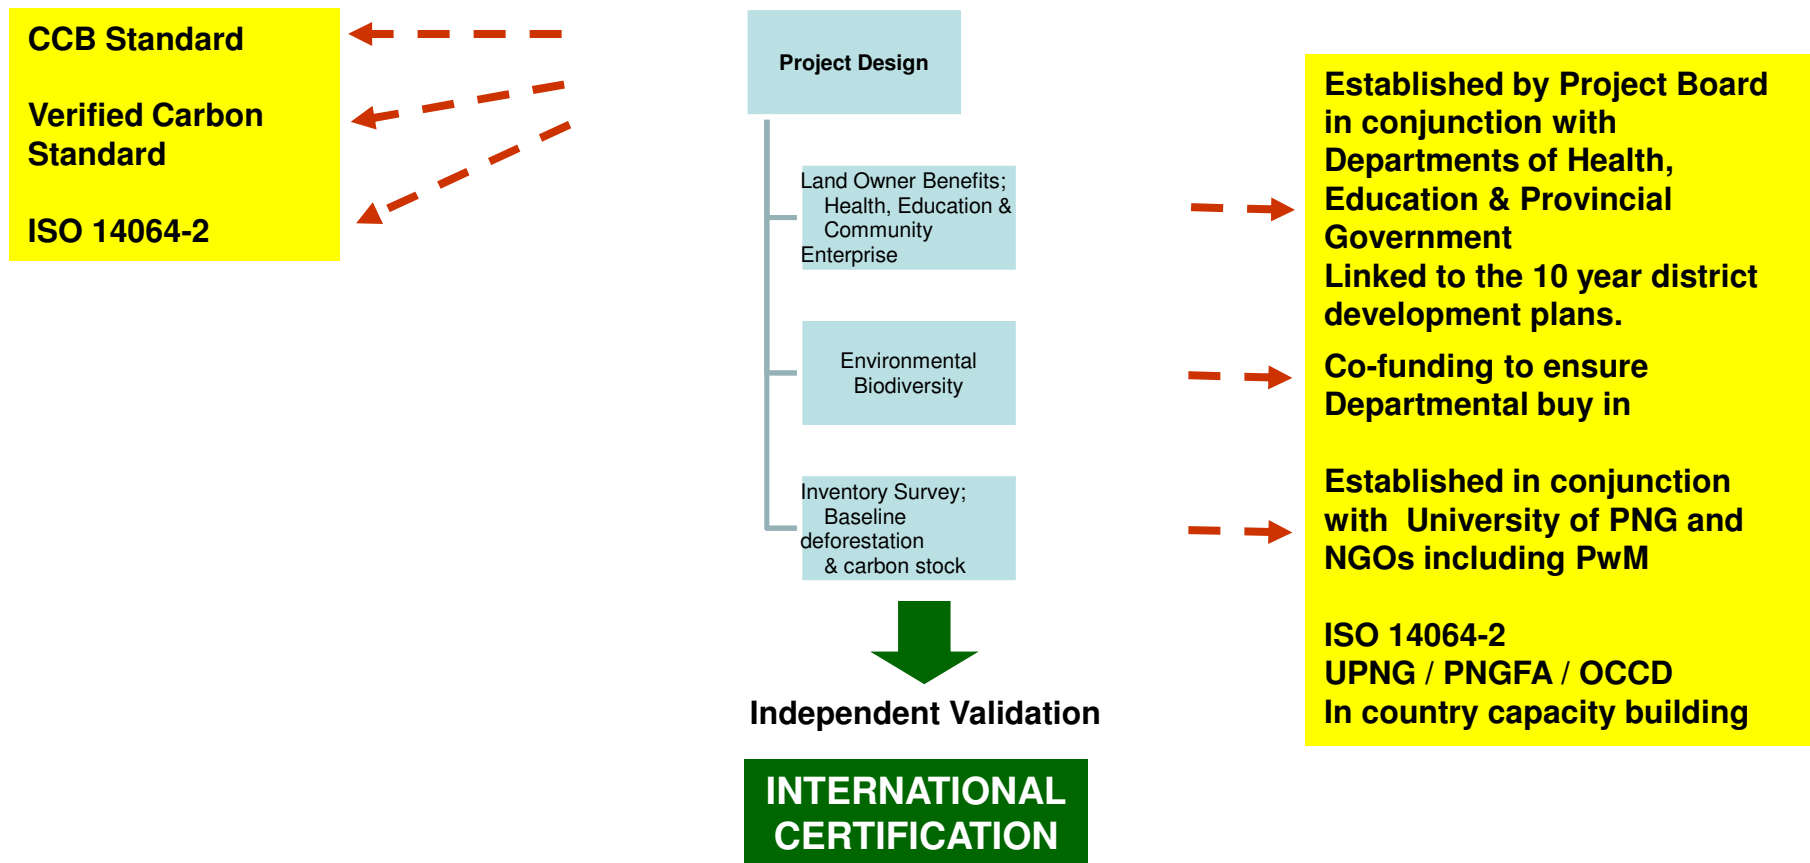 CCB Standard
Verified Carbon
Standard
ISO 14064-2
Project Design
Land Owner Benefits;
Health, Education &
Community
Enterprise
Environmental
Biodiversity
Inventory Survey;
Baseline
deforestation
& carbon stock
Independent Validation
INTERNATIONAL
CERTIFICATION
Established by Project Board
in conjunction with
Departments of Health,
Education & Provincial
Government
Linked to the 10 year district
development plans.
Co-funding to ensure
Departmental buy in
Established in conjunction
with University of PNG and
NGOs including PwM
ISO 14064-2
UPNG / PNGFA / OCCD
In country capacity building